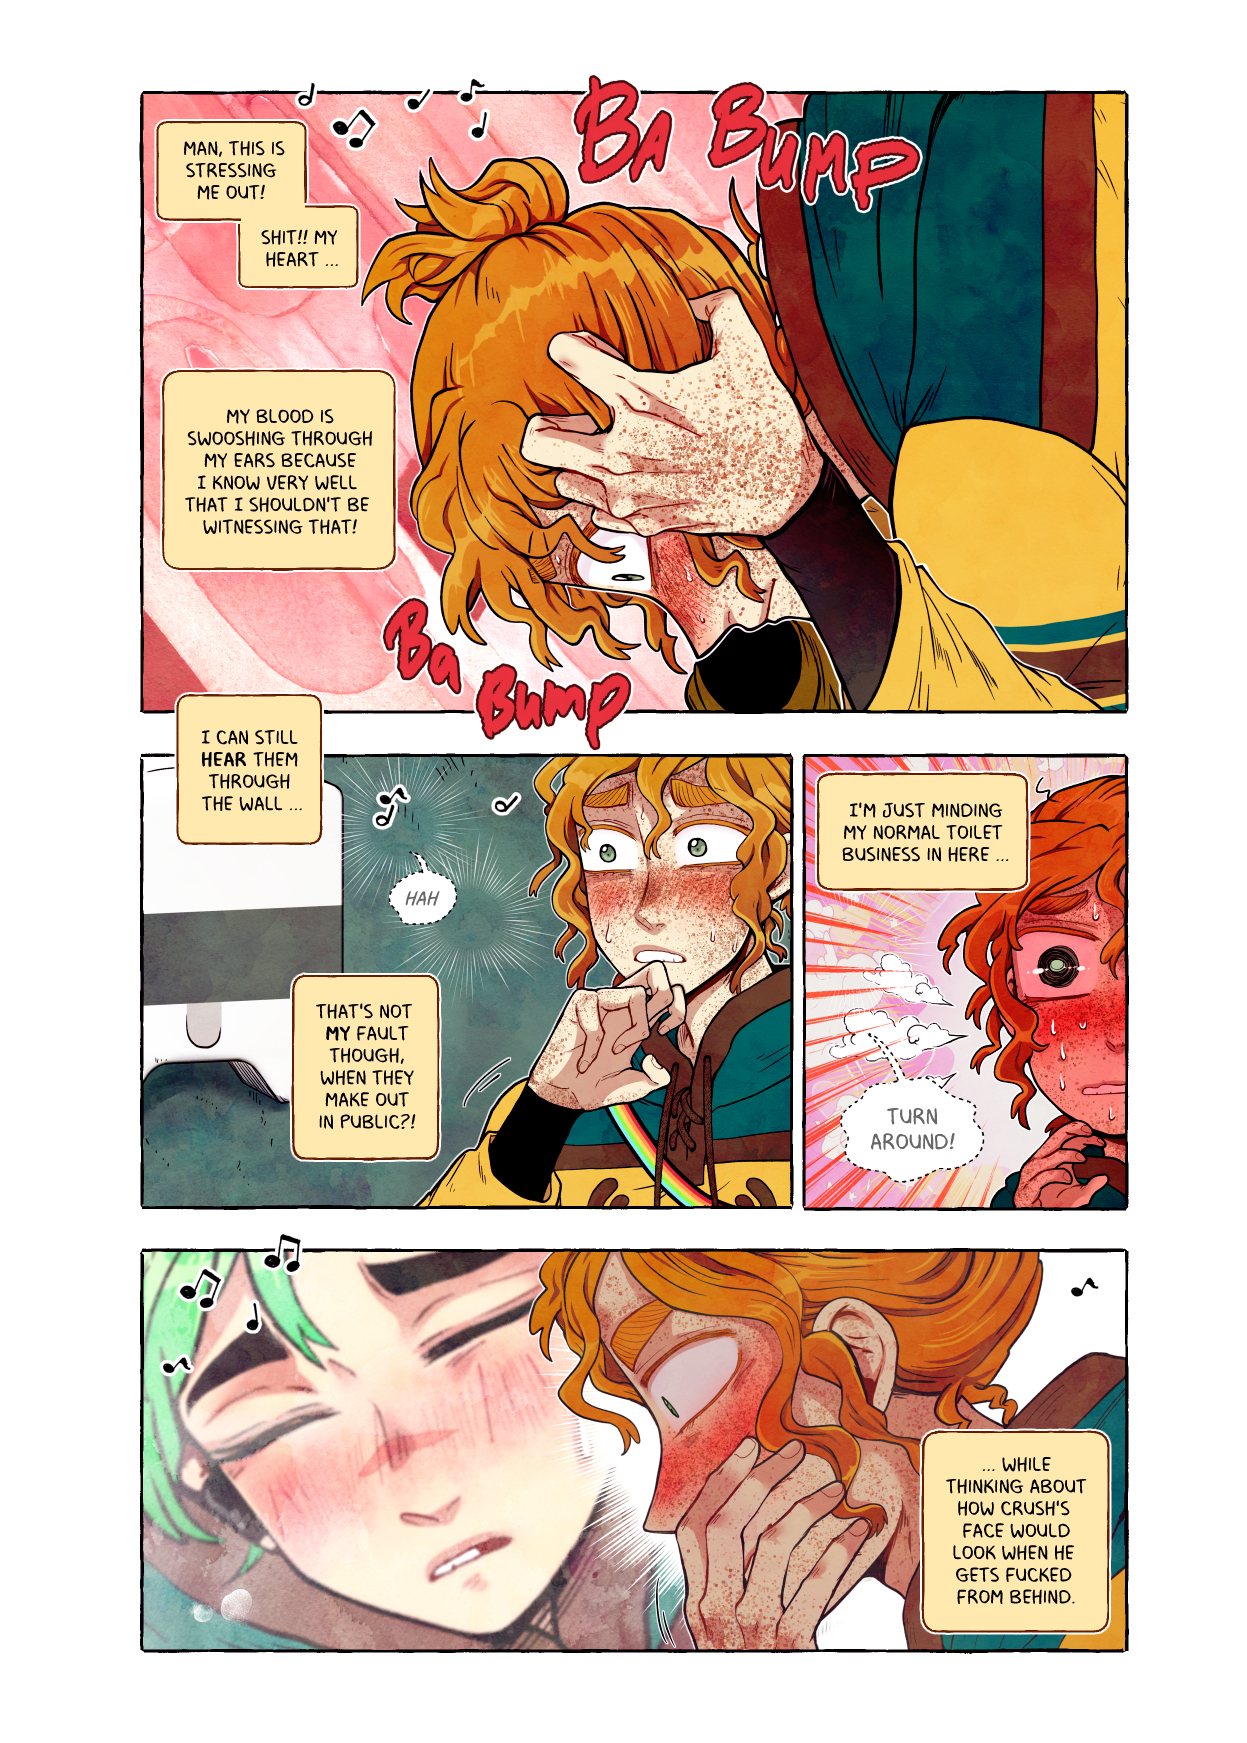 BA BUMP
MAN, THIS IS
STRESSING
ME OUT!
SHIT!! MY
HEART ...
MY BLOOD IS
SWOOSHING THROUGH
MY EARS BECAUSE
I KNOW VERY WELL
THAT I SHOULDN'T BE
WITNESSING THAT!
Ba
Bump
I CAN STILL
HEAR THEM
THROUGH
THE WALL ...
HAH
THAT'S NOT
MY FAULT
THOUGH,
WHEN THEY
MAKE OUT
IN PUBLIC?!
I'M JUST MINDING
MY NORMAL TOILET
BUSINESS IN HERE ...
TURN
AROUND!
... WHILE
THINKING ABOUT
HOW CRUSH'S
FACE WOULD
LOOK WHEN HE
GETS FUCKED
FROM BEHIND.